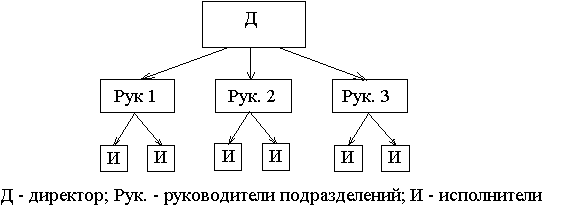 Д
Рук 1 Рук. 2 Рук. 3
И И И И И И
Д - директор; Рук. - руководители подразделений; И - исполнители